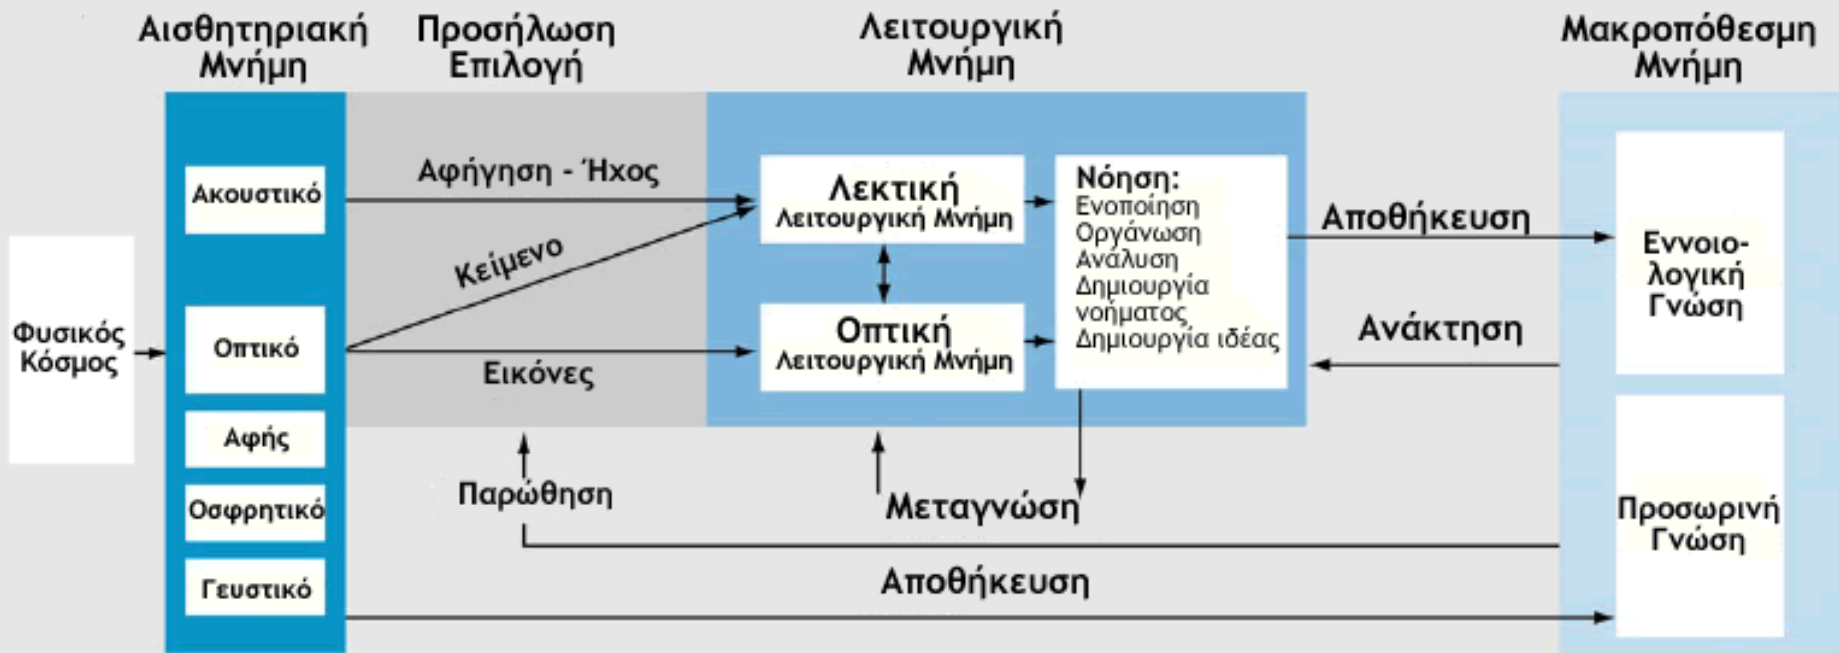 Αισθητηριακή
Μνήμη
Προσήλωση
Επιλογή
Λειτουργική
Μνήμη
Μακροπόθεσμη
Μνήμη
Φυσικός
Κόσμος
Ακουστικό
Οπτικό
Αφής
Οσφρητικό
Γευστικό
Αφήγηση - Ήχος
Κείμενο
Εικόνες
Λεκτική
Λειτουργική Μνήμη
Οπτική
Λειτουργική Μνήμη
Νόηση:
Ενοποίηση
Οργάνωση
Ανάλυση
Δημιουργία
νοήματος
Δημιουργία ιδέας
Αποθήκευση
Ανάκτηση
Εννοιο-
λογική
Γνώση
Προσωρινή
Γνώση
Παρώθηση
Μεταγνώση
Αποθήκευση